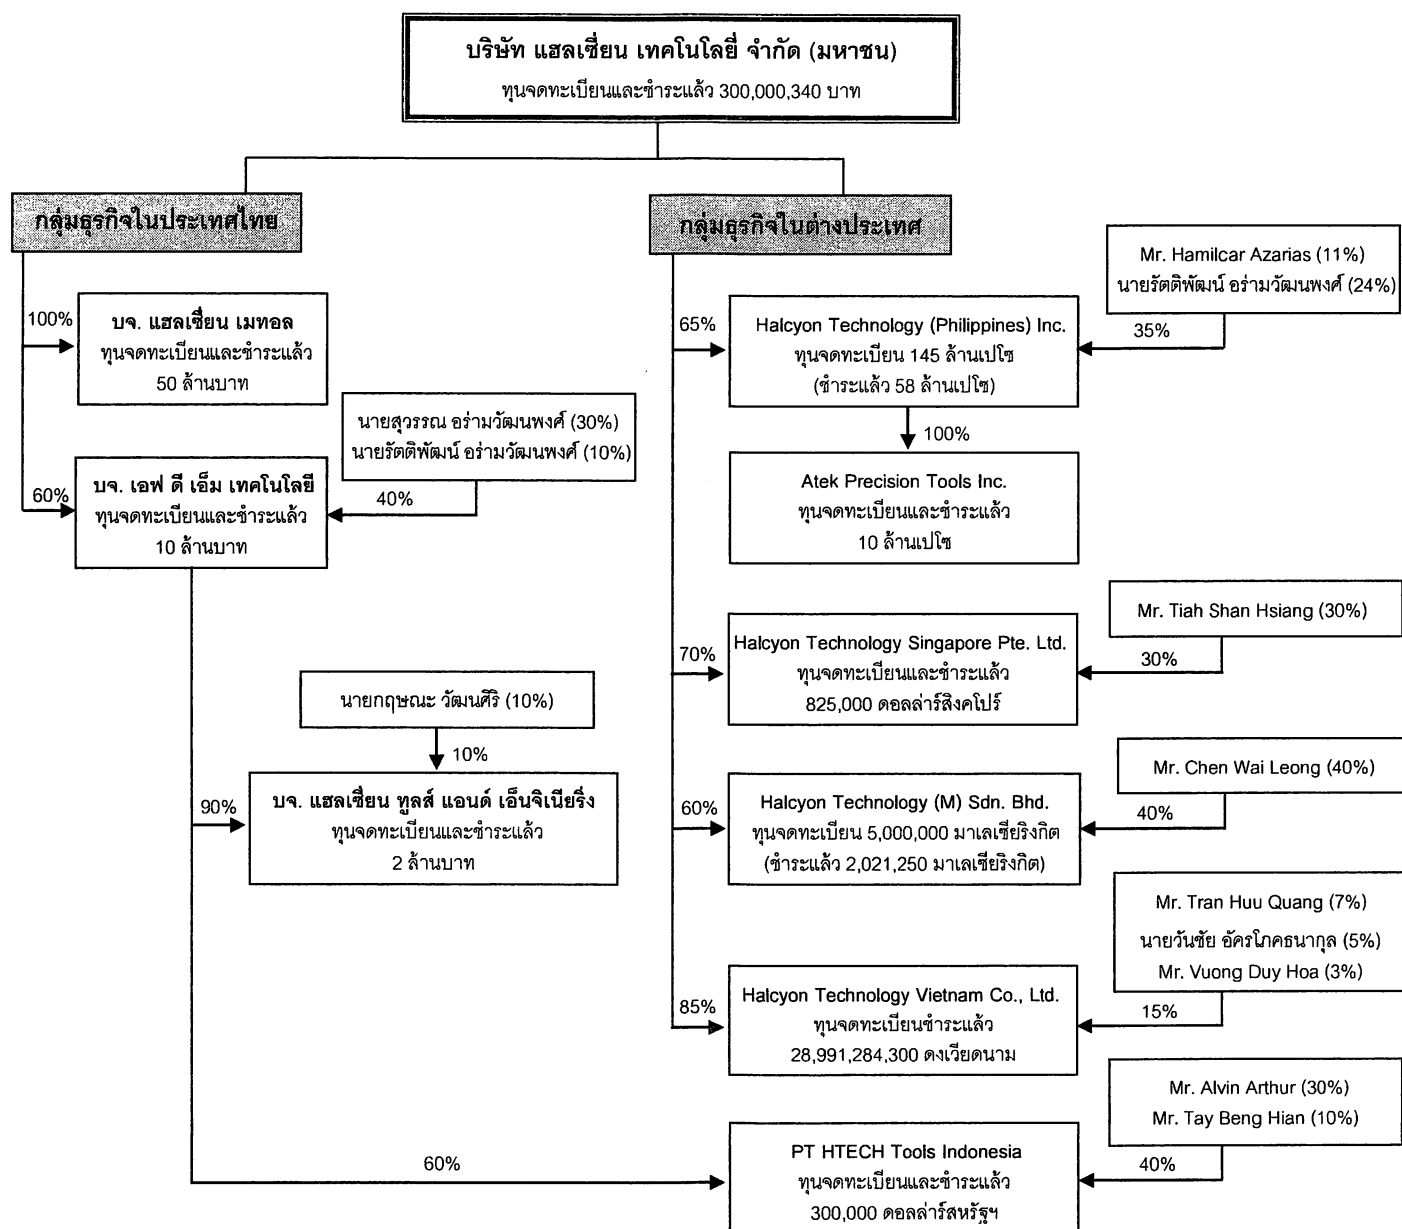 บริษัท แฮลเซี่ยน เทคโนโลยี่ จำกัด (มหาชน)
ทุนจดทะเบียนและชำระแล้ว 300,000,340 บาท
กลุ่มธุรกิจในประเทศไทย
100%
บจ. แฮลเซี่ยน เมทอล
ทุนจดทะเบียนและชำระแล้ว
50 ล้านบาท
นายสุวรรณ อร่ามวัฒนพงศ์ (30%)
นายรัตติพัฒน์ อร่ามวัฒนพงศ์ (10%)
60%
บจ. เอฟ ดี เอ็ม เทคโนโลยี
ทุนจดทะเบียนและชำระแล้ว
10 ล้านบาท
40%
นายกฤษณะ วัฒนศิริ (10%)
10%
90%
บจ. แฮลเซี่ยน ทูลส์ แอนด์ เอ็นจิเนียริ่ง
ทุนจดทะเบียนและชำระแล้ว
2 ล้านบาท
กลุ่มธุรกิจในต่างประเทศ
Mr. Hamilcar Azarias (11%)
นายรัตติพัฒน์ อร่ามวัฒนพงศ์ (24%)
65%
Halcyon Technology (Philippines) Inc.
ทุนจดทะเบียน 145 ล้านเปโซ
(ชำระแล้ว 58 ล้านเปโซ)
35%
100%
Atek Precision Tools Inc.
ทุนจดทะเบียนและชำระแล้ว
10 ล้านเปโซ
Mr. Tiah Shan Hsiang (30%)
70%
Halcyon Technology Singapore Pte. Ltd.
ทุนจดทะเบียนและชำระแล้ว
825,000 ดอลล่าร์สิงคโปร์
30%
Mr. Chen Wai Leong (40%)
60%
Halcyon Technology (M) Sdn. Bhd.
ทุนจดทะเบียน 5,000,000 มาเลเซียริงกิต
(ชำระแล้ว 2,021,250 มาเลเซียริงกิต)
40%
Mr. Tran Huu Quang (7%)
นายวันชัย อัครโภคธนากุล (5%)
Mr. Vuong Duy Hoa (3%)
85%
Halcyon Technology Vietnam Co., Ltd.
ทุนจดทะเบียนชำระแล้ว
28,991,284,300 ดงเวียดนาม
15%
Mr. Alvin Arthur (30%)
Mr. Tay Beng Hian (10%)
60%
PT HTECH Tools Indonesia
ทุนจดทะเบียนและชำระแล้ว
300,000 ดอลล่าร์สหรัฐฯ
40%